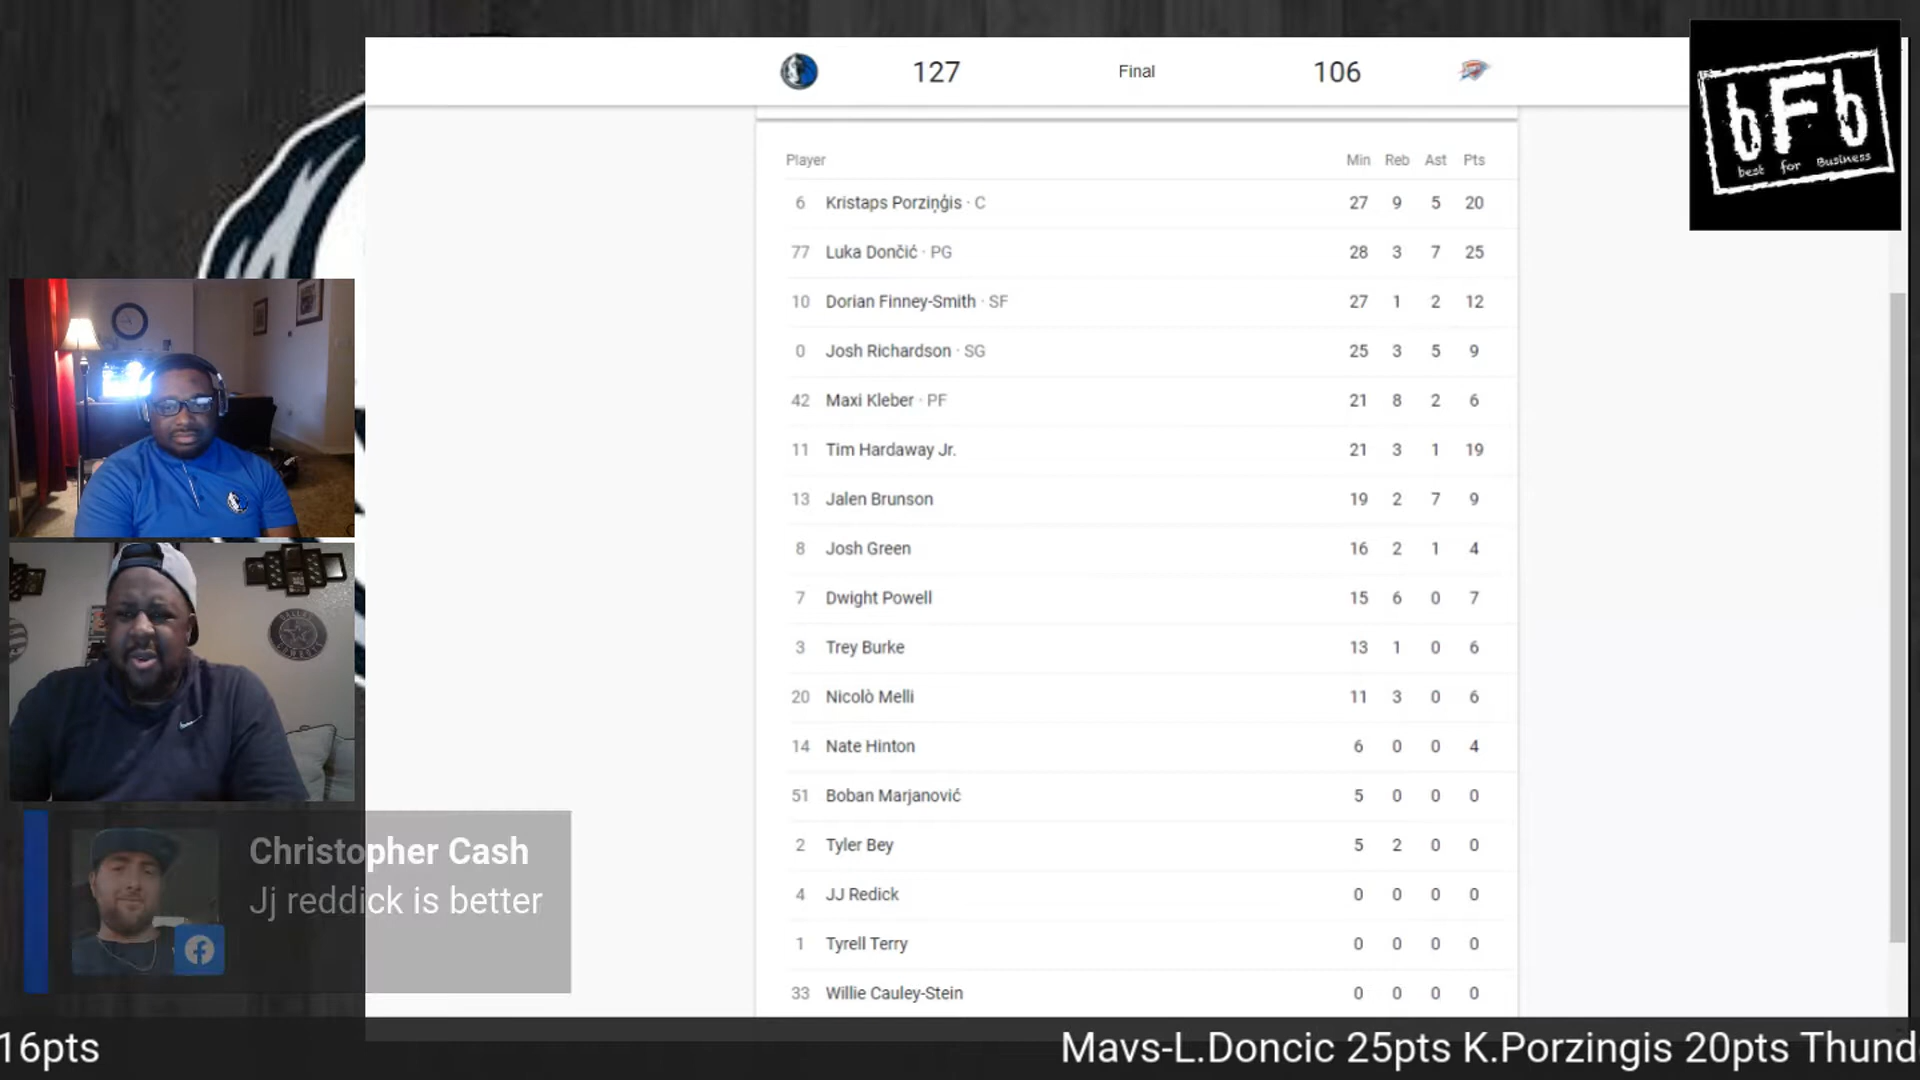 127 Final 106
bFb
best for Business
Player Min Reb Ast Pts
6 Kristaps Porziņģis · C 27 9 5 20
77 Luka Dončić · PG 28 3 7 25
10 Dorian Finney-Smith · SF 27 1 2 12
0 Josh Richardson · SG 25 3 5 9
42 Maxi Kleber · PF 21 8 2 6
11 Tim Hardaway Jr. 21 3 1 19
13 Jalen Brunson 19 2 7 9
8 Josh Green 16 2 1 4
7 Dwight Powell 15 6 0 7
3 Trey Burke 13 1 0 6
20 Nicolò Melli 11 3 0 6
14 Nate Hinton 6 0 0 4
51 Boban Marjanović 5 0 0 0
2 Tyler Bey 5 2 0 0
4 JJ Redick 0 0 0 0
1 Tyrell Terry 0 0 0 0
33 Willie Cauley-Stein 0 0 0 0
Christopher Cash
Jj reddick is better
16pts Mavs-L.Doncic 25pts K.Porzingis 20pts Thund